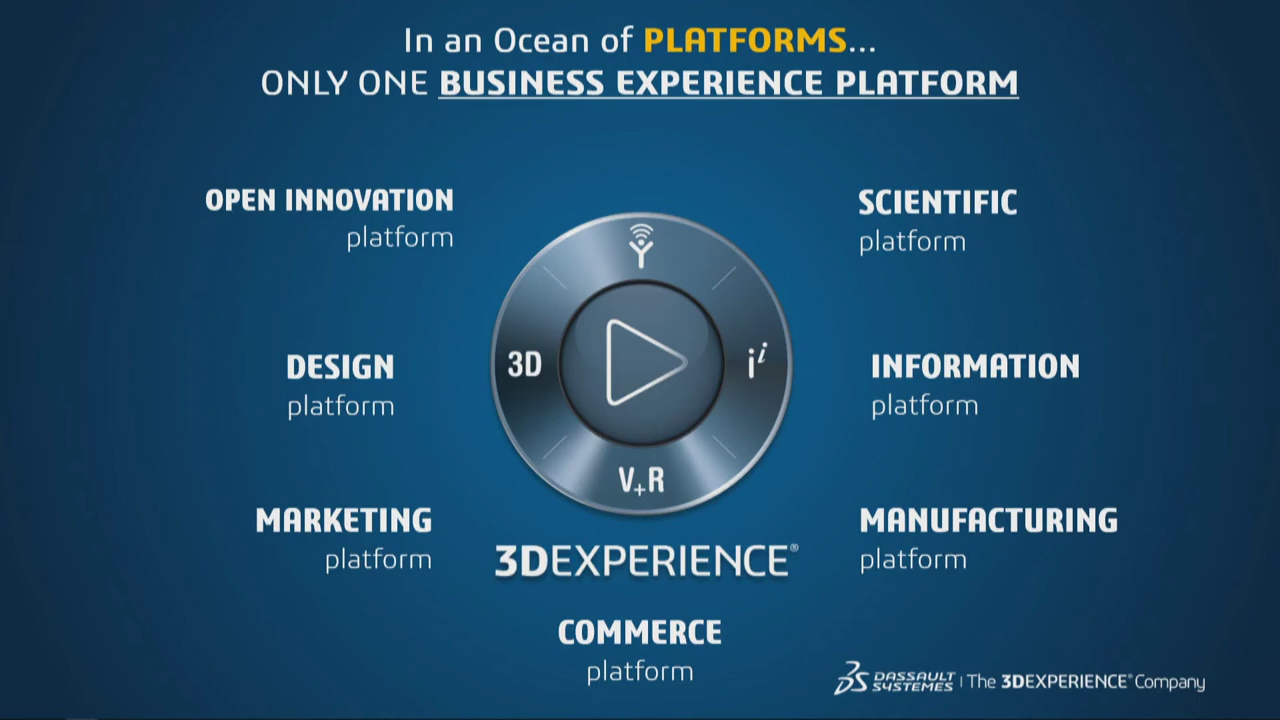 In an Ocean of PLATFORMS...
ONLY ONE BUSINESS EXPERIENCE PLATFORM
OPEN INNOVATION
platform
SCIENTIFIC
platform
DESIGN
platform
3D
i i
INFORMATION
platform
V+R
MARKETING
platform
MANUFACTURING
platform
3DEXPERIENCE®
COMMERCE
platform
DASSAULT
SYSTEMES | The 3DEXPERIENCE® Company